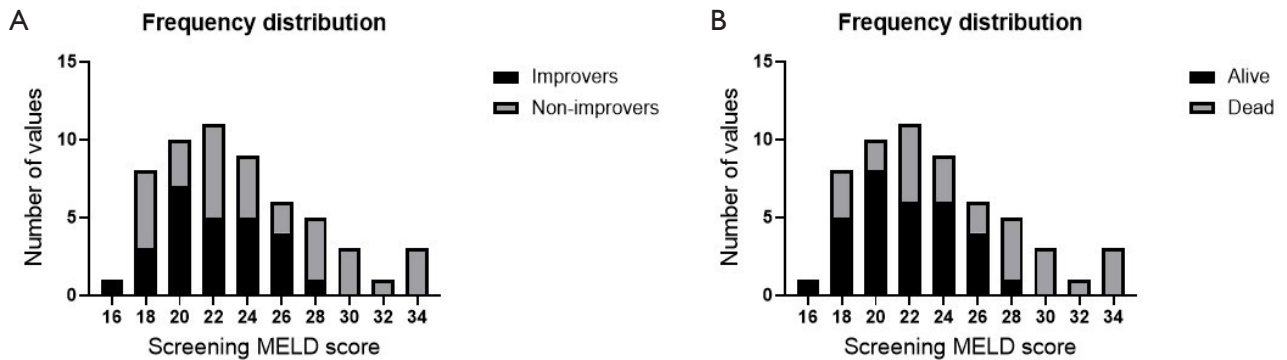 A
Frequency distribution
15
10
5
0
Number of values
16 18 20 22 24 26 28 30 32 34
Screening MELD score
Improvers
Non-improvers
B
Frequency distribution
15
10
5
0
Number of values
16 18 20 22 24 26 28 30 32 34
Screening MELD score
Alive
Dead